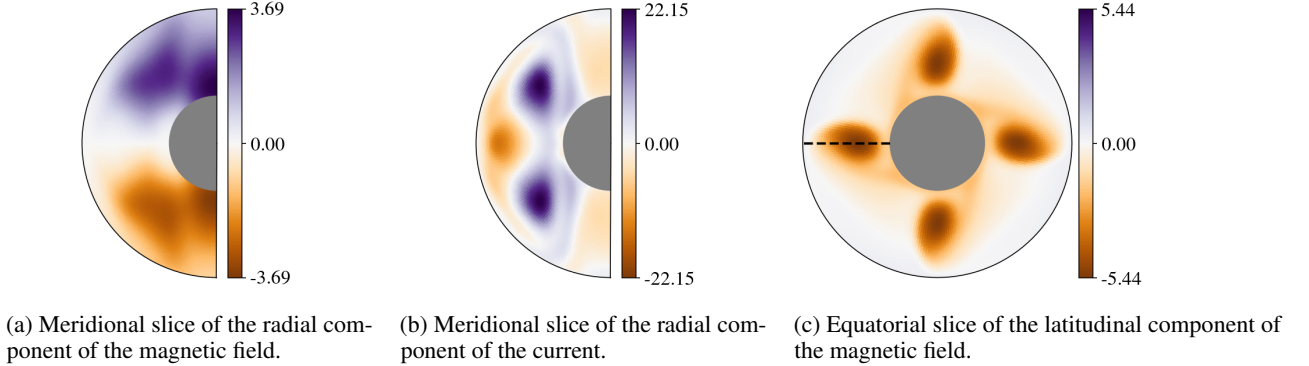 3.69
0.00
-3.69
22.15
0.00
-22.15
5.44
0.00
-5.44
(a) Meridional slice of the radial com-
ponent of the magnetic field.
(b) Meridional slice of the radial com-
ponent of the current.
(c) Equatorial slice of the latitudinal component of
the magnetic field.